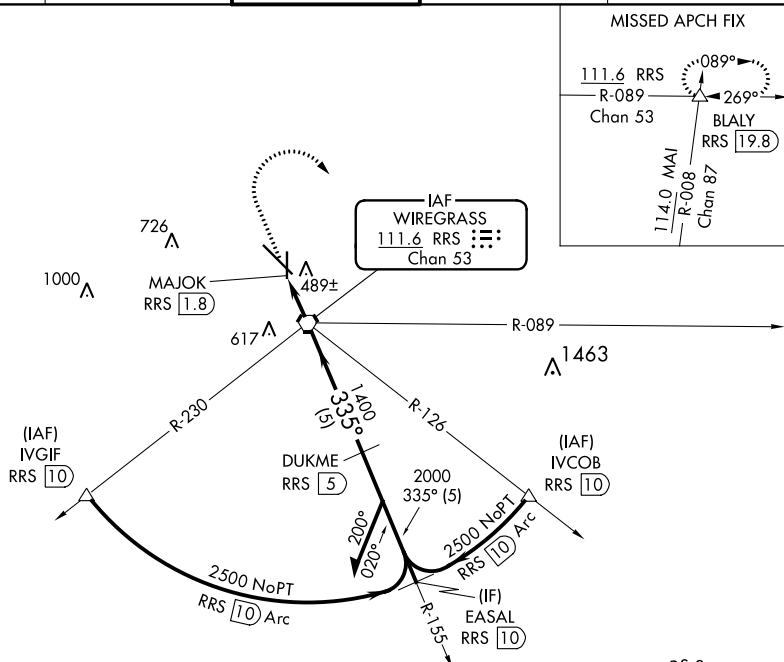 MISSED APCH FIX
089°
111.6 RRS
R-089
Chan 53
269°
BLALY
RRS 19.8
114.0 MAI
R-008
Chan 87
IAF
WIREGRASS
111.6 RRS
Chan 53
726
1000
MAJOK
RRS 1.8
489±
617
R-089
1463
R-230
R-126
1400
335°
(5)
(IAF)
IVGIF
RRS 10
(IAF)
IVCOB
RRS 10
DUKME
RRS 5
2000
335° (5)
200°
020°
2500 NoPT
RRS 10 Arc
2500 NoPT
RRS 10 Arc
(IF)
EASAL
RRS 10
R-155